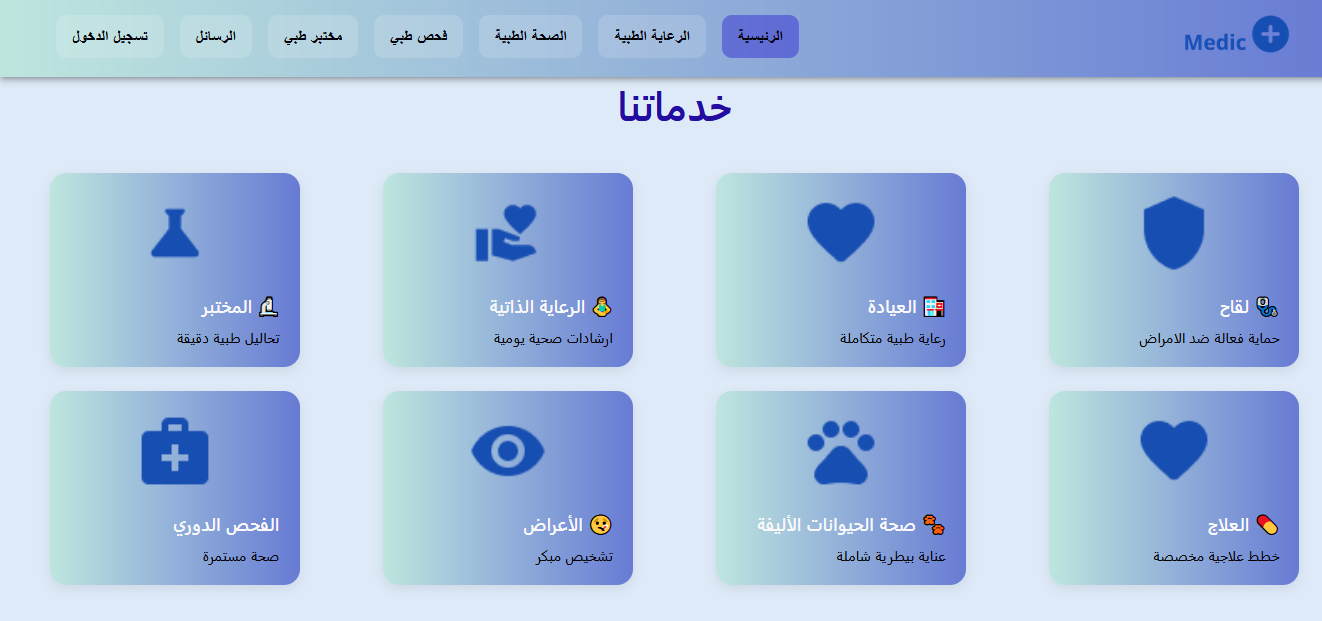 Medic
الرئيسية
الرعاية الطبية
الصحة الطبية
فحص طبي
مختبر طبي
الرسائل
تسجيل الدخول
خدماتنا
لقاح
حماية فعالة ضد الامراض
العيادة
رعاية طبية متكاملة
الرعاية الذاتية
ارشادات صحية يومية
المختبر
تحاليل طبية دقيقة
العلاج
خطط علاجية مخصصة
صحة الحيوانات الأليفة
عناية بيطرية شاملة
الأعراض
تشخيص مبكر
الفحص الدوري
صحة مستمرة